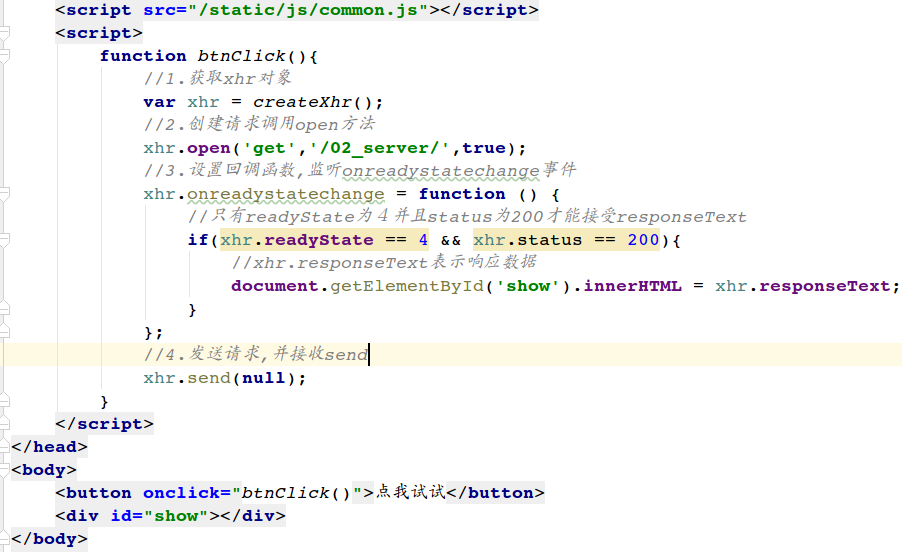 <script src="/static/js/common.js"></script>
<script>
function btnClick(){
//1.获取xhr对象
var xhr = createXhr();
//2.创建请求调用open方法
xhr.open('get','/02_server/',true);
//3.设置回调函数,监听onreadystatechange事件
xhr.onreadystatechange = function () {
//只有readyState为４并且status为200才能接受responseText
if(xhr.readyState == 4 && xhr.status == 200){
//xhr.responseText表示响应数据
document.getElementById('show').innerHTML = xhr.responseText;
}
};
//4.发送请求,并接收send
xhr.send(null);
}
</script>
</head>
<body>
<button onclick="btnClick()">点我试试</button>
<div id="show"></div>
</body>